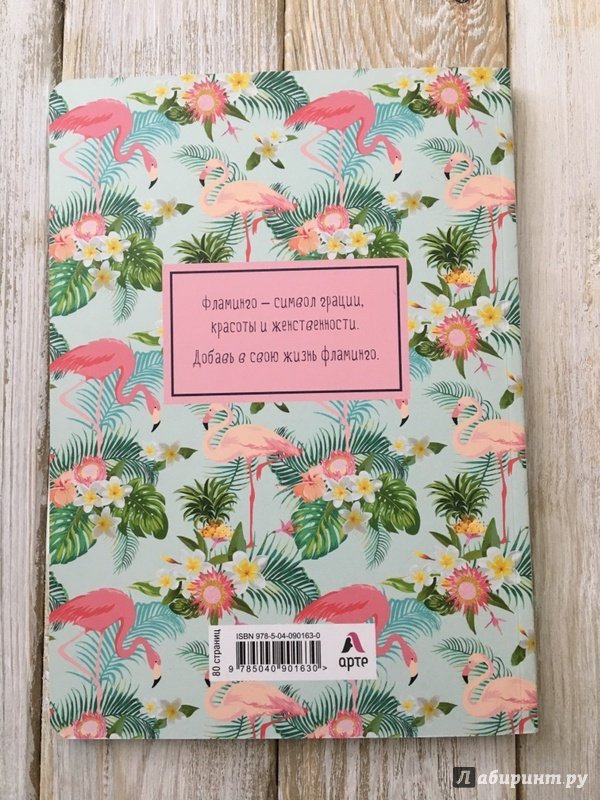 Фламинго — символ грации,
красоты и женственности.
Добавь в свою жизнь фламинго.
80 страниц
ISBN 978-5-04-090163-0
9 785040 901630>
арте
Лабиринт.ру